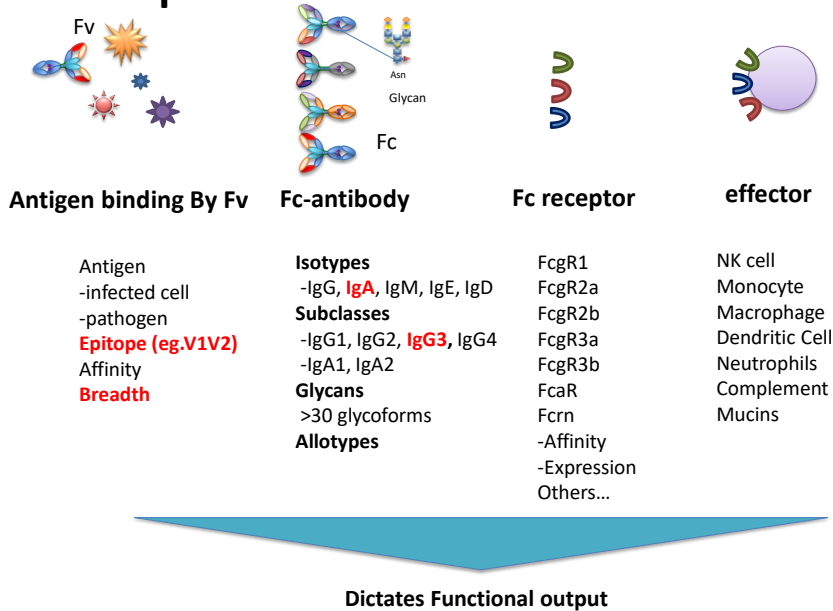 Fv
Asn
Glycan
Fc
Antigen binding By Fv
Fc-antibody
Fc receptor
effector
Antigen
-infected cell
-pathogen
Epitope (eg.V1V2)
Affinity
Breadth
Isotypes
-IgG, IgA, IgM, IgE, IgD
Subclasses
-IgG1, IgG2, IgG3, IgG4
-IgA1, IgA2
Glycans
>30 glycoforms
Allotypes
FcgR1
FcgR2a
FcgR2b
FcgR3a
FcgR3b
FcaR
Fcrn
-Affinity
-Expression
Others...
NK cell
Monocyte
Macrophage
Dendritic Cell
Neutrophils
Complement
Mucins
Dictates Functional output